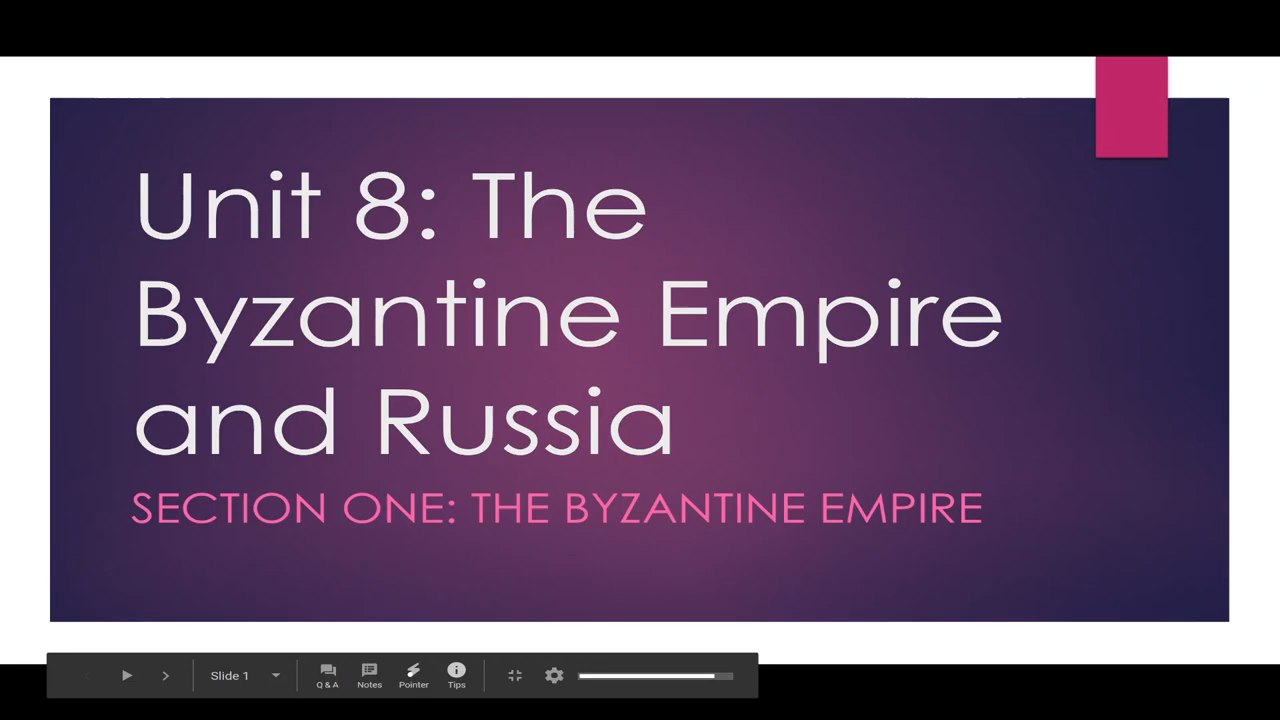 Unit 8: The
Byzantine Empire
and Russia
SECTION ONE: THE BYZANTINE EMPIRE
Slide 1
Q & A
Notes
Pointer
Tips